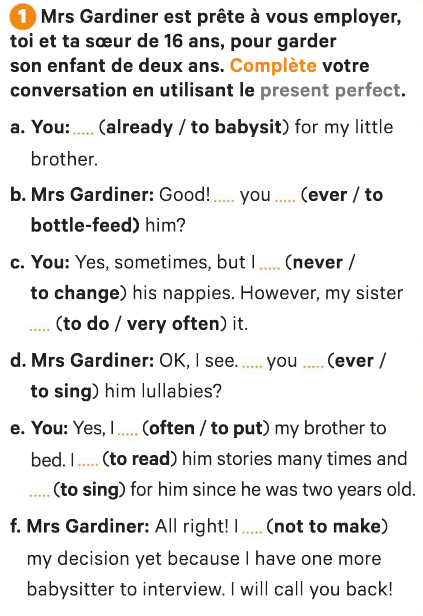 1 Mrs Gardiner est prête à vous employer,
toi et ta sœur de 16 ans, pour garder
son enfant de deux ans. Complète votre
conversation en utilisant le present perfect.
a. You: ..... (already / to babysit) for my little
brother.
b. Mrs Gardiner: Good! ..... you ..... (ever / to
bottle-feed) him?
c. You: Yes, sometimes, but I ..... (never /
to change) his nappies. However, my sister
..... (to do / very often) it.
d. Mrs Gardiner: OK, I see. ..... you ..... (ever /
to sing) him lullabies?
e. You: Yes, I ..... (often / to put) my brother to
bed. I ..... (to read) him stories many times and
..... (to sing) for him since he was two years old.
f. Mrs Gardiner: All right! I ..... (not to make)
my decision yet because I have one more
babysitter to interview. I will call you back!